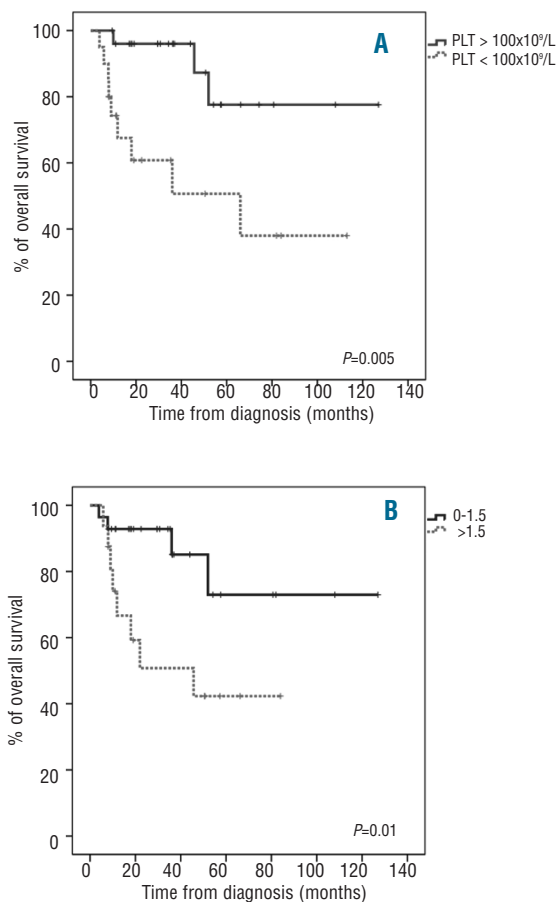 A
PLT > 100x10⁹/L
PLT < 100x10⁹/L
% of overall survival
100
80
60
40
20
0
P=0.005
0 20 40 60 80 100 120 140
Time from diagnosis (months)
B
0-1.5
>1.5
% of overall survival
100
80
60
40
20
0
P=0.01
0 20 40 60 80 100 120 140
Time from diagnosis (months)